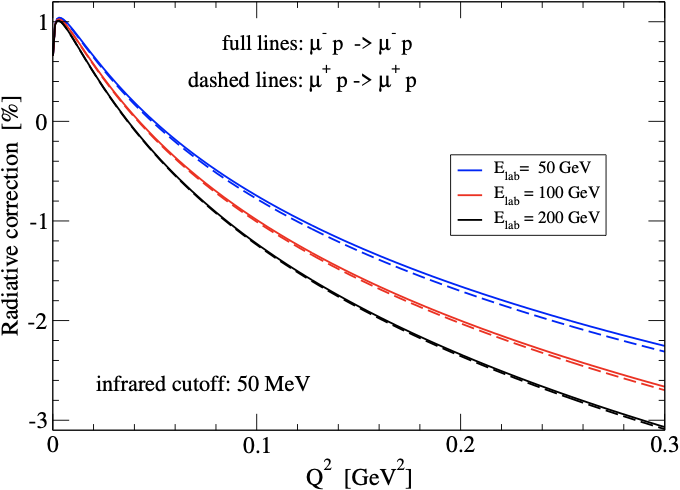 full lines: μ⁻ p -> μ⁻ p
dashed lines: μ⁺ p -> μ⁺ p
E_lab = 50 GeV
E_lab = 100 GeV
E_lab = 200 GeV
infrared cutoff: 50 MeV
Radiative correction [%]
1
0
-1
-2
-3
0 0.1 0.2 0.3
Q² [GeV²]